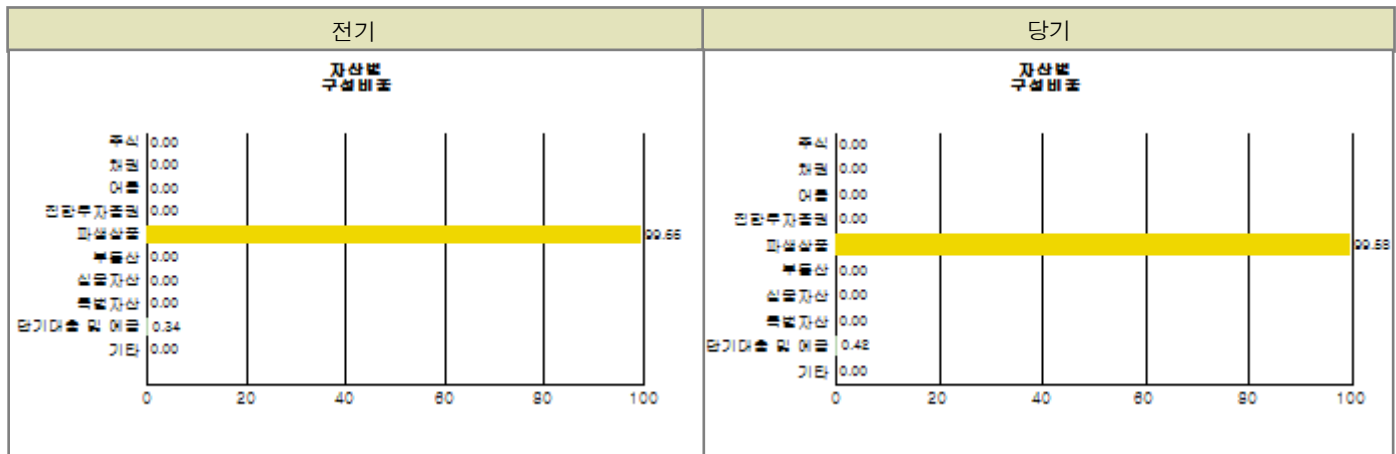 전기
당기
자산별
구성비중
주식 0.00
채권 0.00
어음 0.00
집합투자증권 0.00
파생상품 99.66
부동산 0.00
실물자산 0.00
특별자산 0.00
단기대출 및 예금 0.34
기타 0.00
0 20 40 60 80 100
자산별
구성비중
주식 0.00
채권 0.00
어음 0.00
집합투자증권 0.00
파생상품 99.58
부동산 0.00
실물자산 0.00
특별자산 0.00
단기대출 및 예금 0.42
기타 0.00
0 20 40 60 80 100